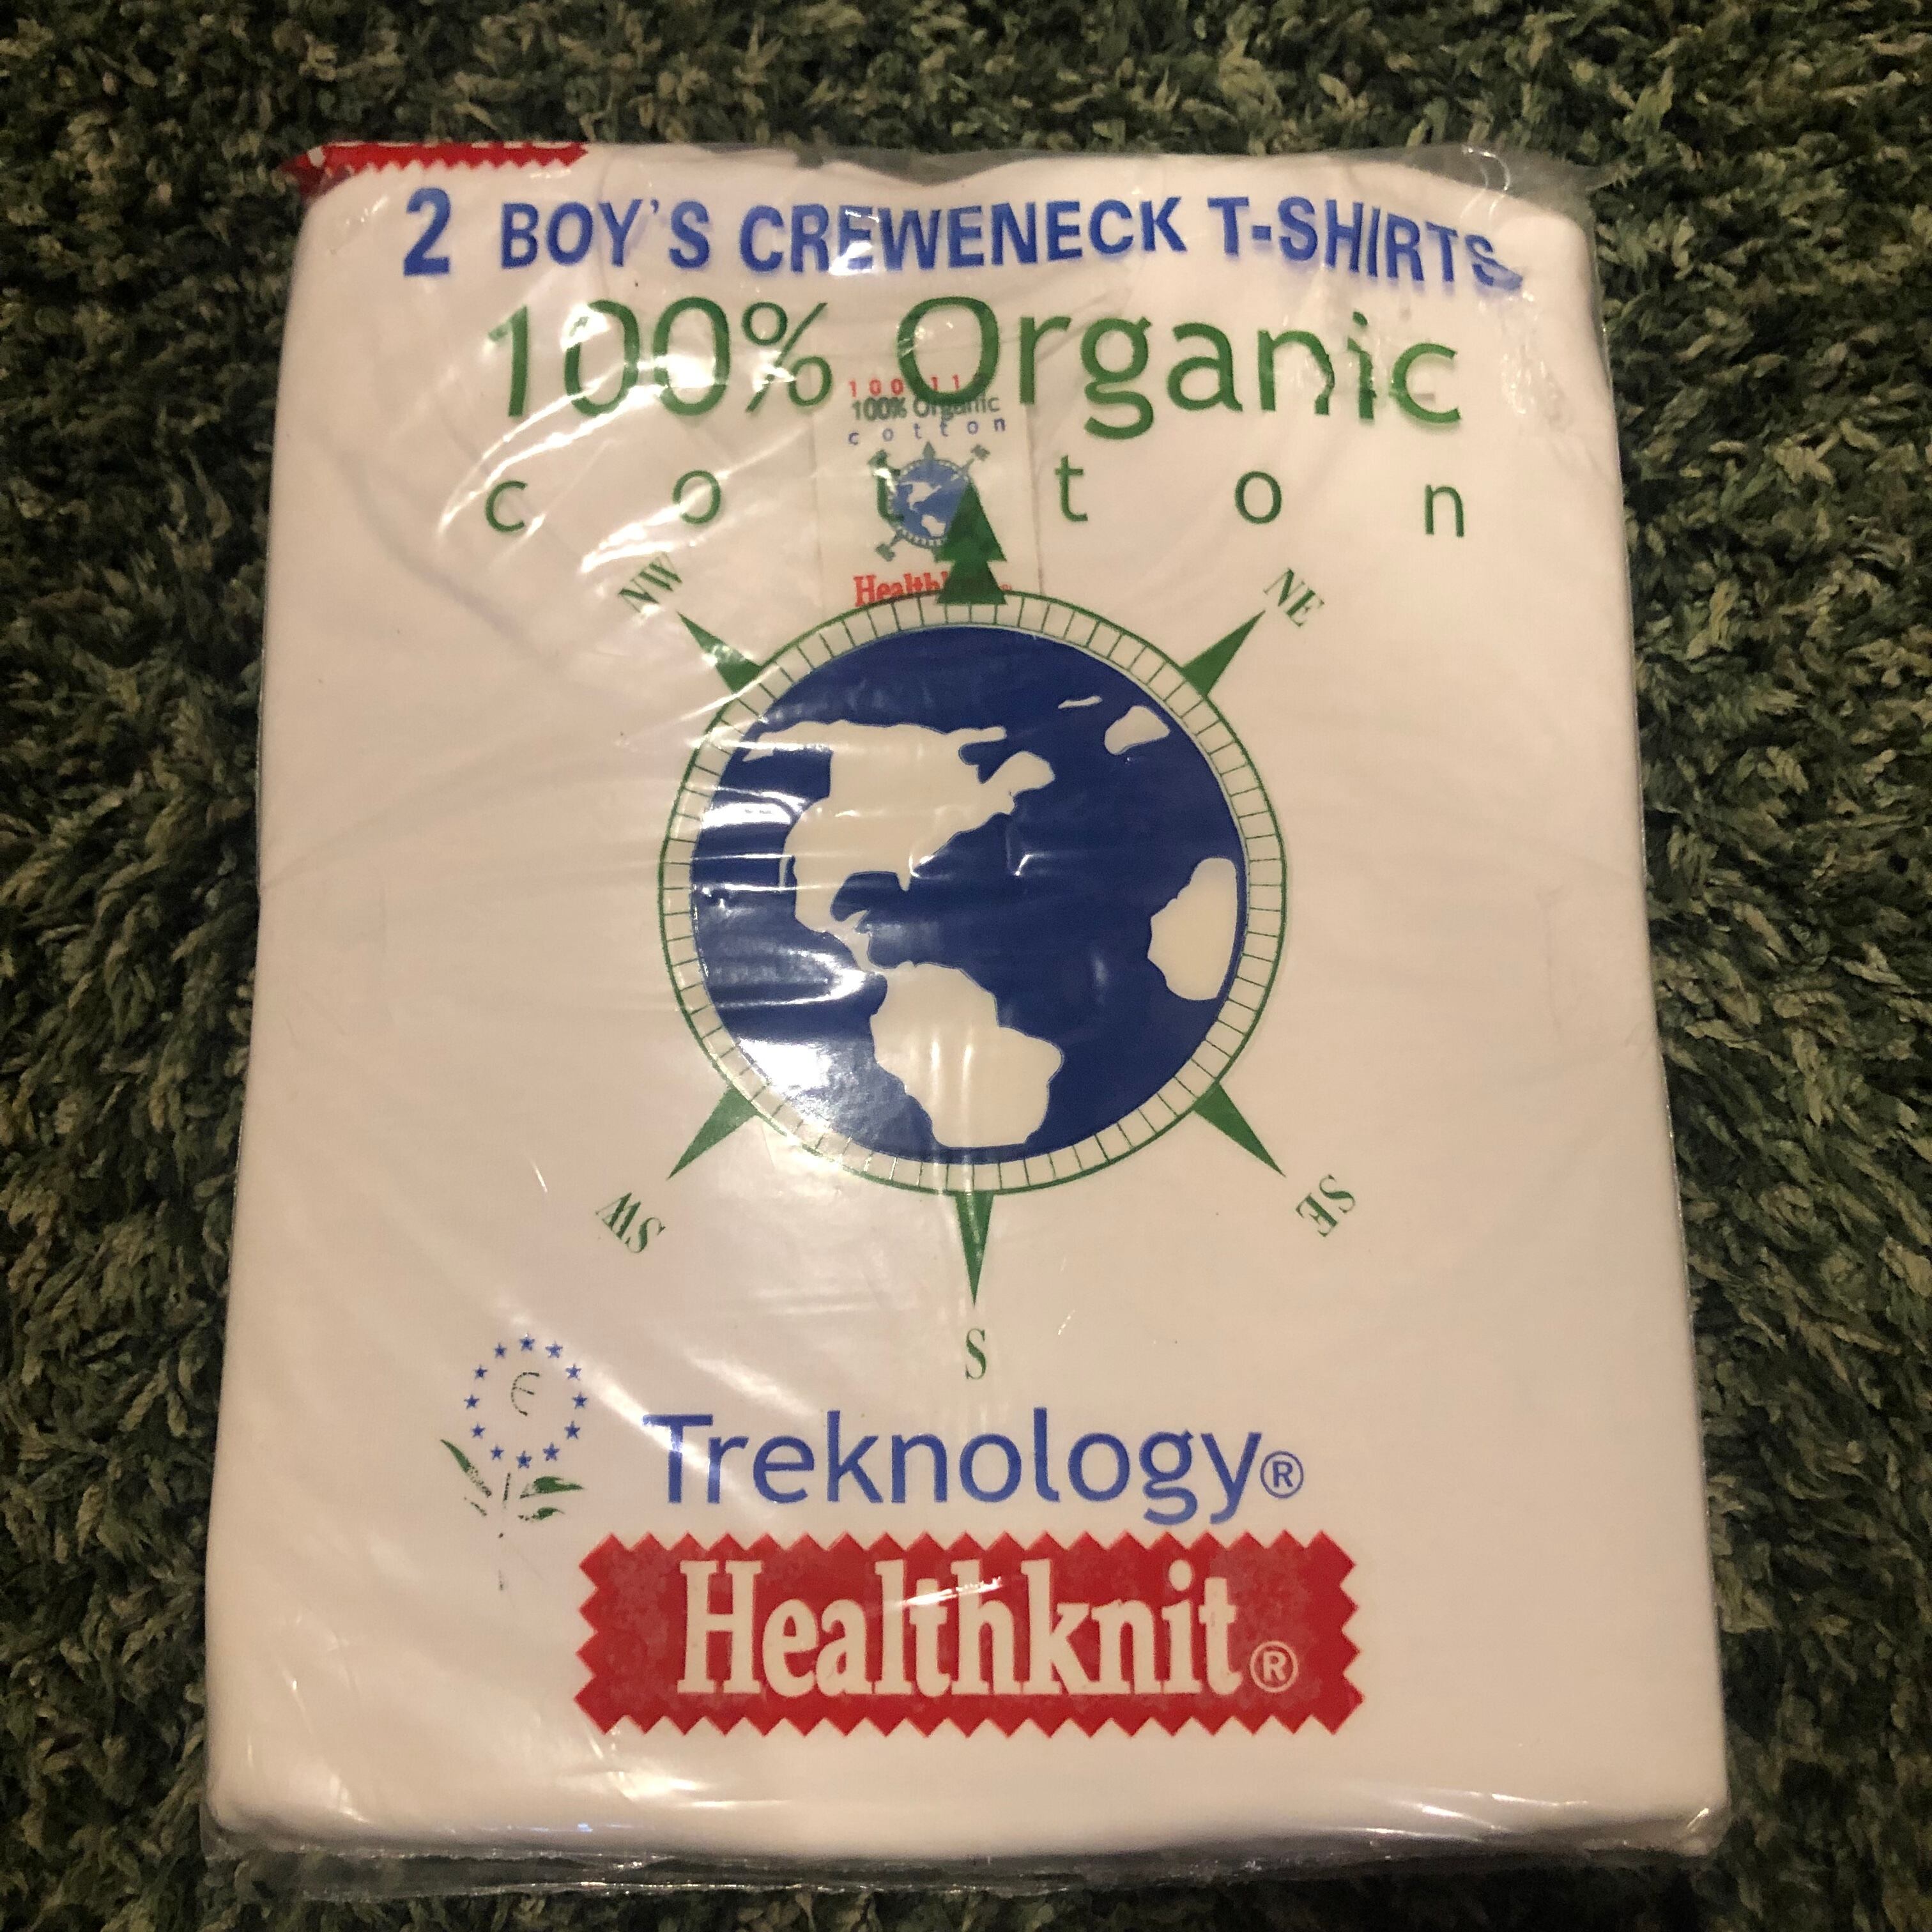 2 BOY'S CREWENECK T-SHIRTS
100% Organic
cotton
100% Organic
cotton
NW
NE
SW
SE
S
Є
Treknology®
Healthknit®